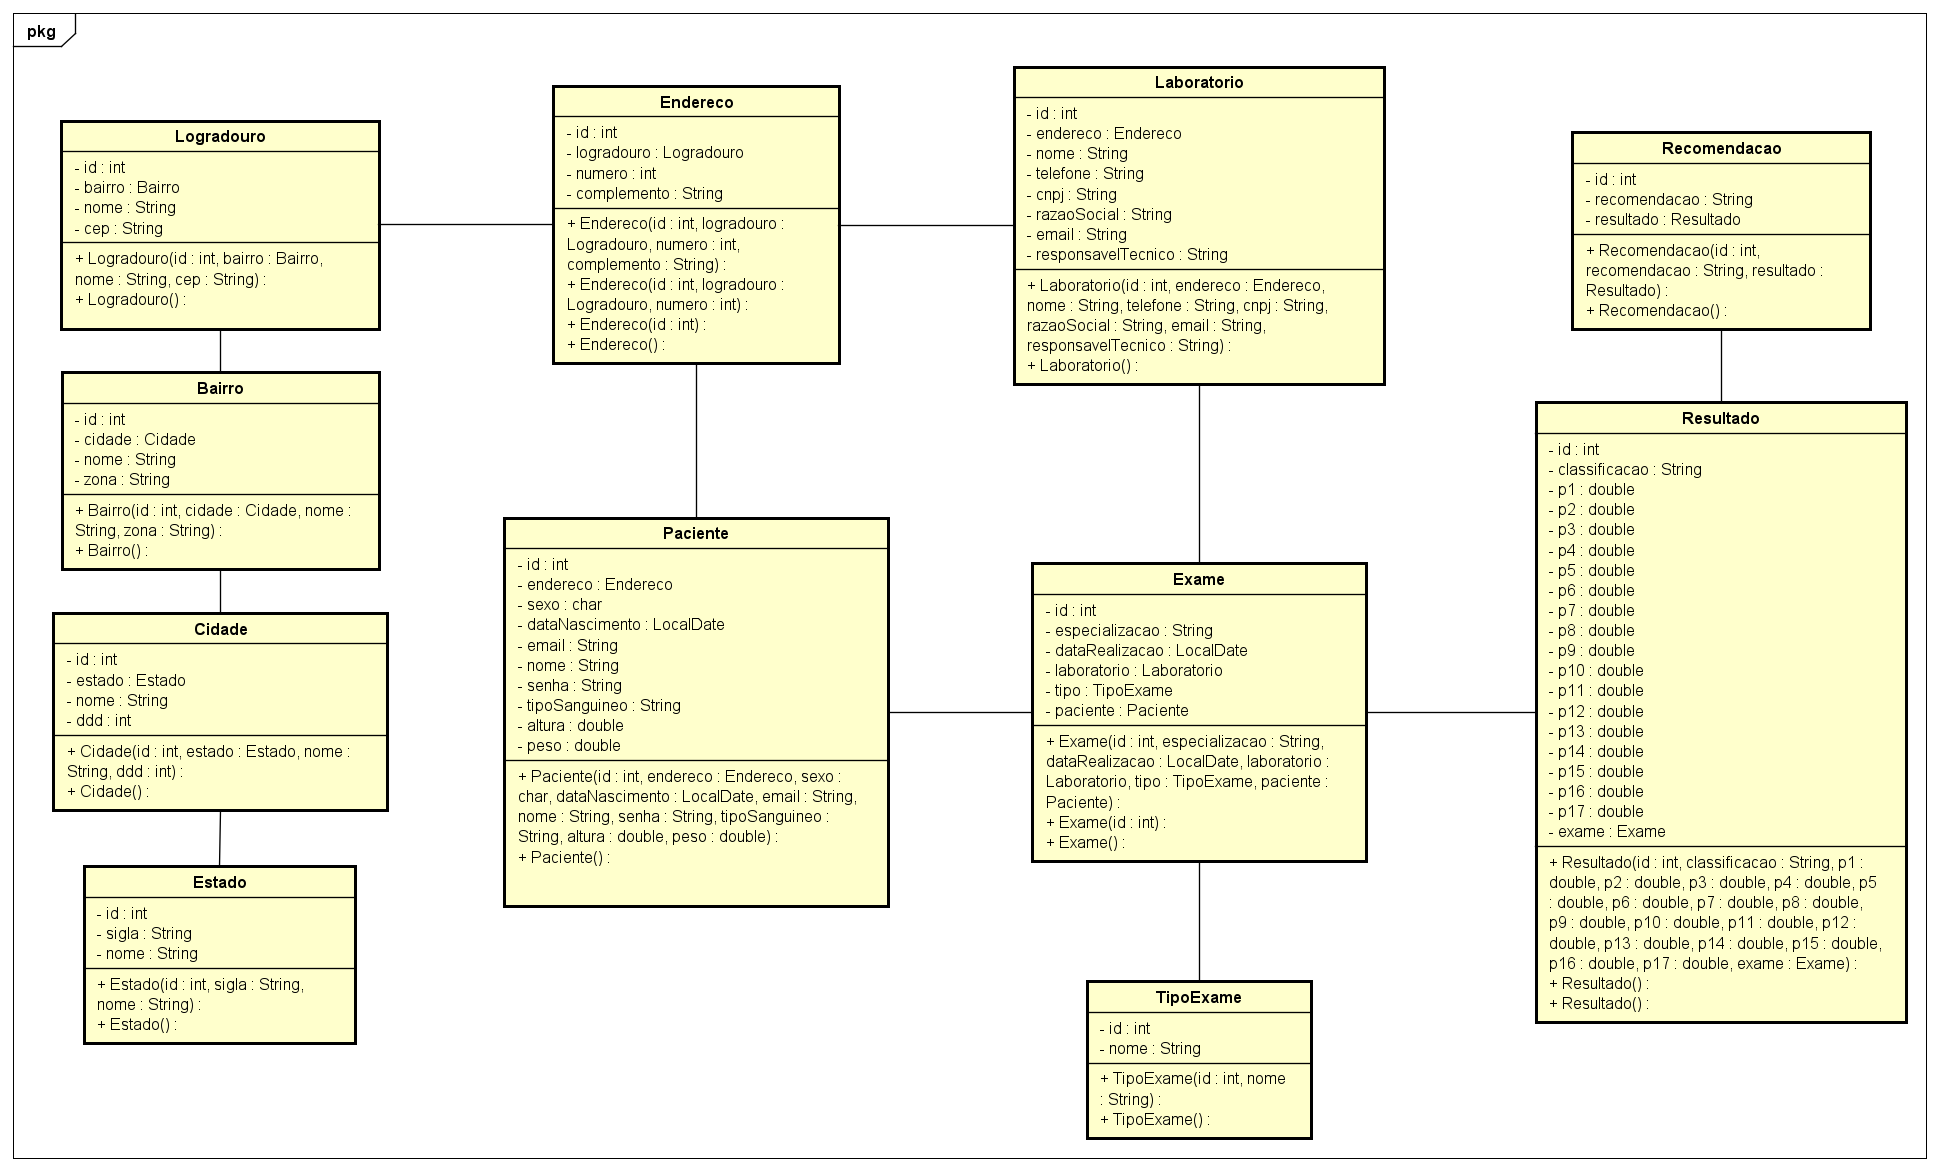 pkg
Logradouro
- id : int
- bairro : Bairro
- nome : String
- cep : String
+ Logradouro(id : int, bairro : Bairro,
nome : String, cep : String) :
+ Logradouro() :
Bairro
- id : int
- cidade : Cidade
- nome : String
- zona : String
+ Bairro(id : int, cidade : Cidade, nome :
String, zona : String) :
+ Bairro() :
Cidade
- id : int
- estado : Estado
- nome : String
- ddd : int
+ Cidade(id : int, estado : Estado, nome :
String, ddd : int) :
+ Cidade() :
Estado
- id : int
- sigla : String
- nome : String
+ Estado(id : int, sigla : String,
nome : String) :
+ Estado() :
Endereco
- id : int
- logradouro : Logradouro
- numero : int
- complemento : String
+ Endereco(id : int, logradouro :
Logradouro, numero : int,
complemento : String) :
+ Endereco(id : int, logradouro :
Logradouro, numero : int) :
+ Endereco(id : int) :
+ Endereco() :
Paciente
- id : int
- endereco : Endereco
- sexo : char
- dataNascimento : LocalDate
- email : String
- nome : String
- senha : String
- tipoSanguineo : String
- altura : double
- peso : double
+ Paciente(id : int, endereco : Endereco, sexo :
char, dataNascimento : LocalDate, email : String,
nome : String, senha : String, tipoSanguineo :
String, altura : double, peso : double) :
+ Paciente() :
Laboratorio
- id : int
- endereco : Endereco
- nome : String
- telefone : String
- cnpj : String
- razaoSocial : String
- email : String
- responsavelTecnico : String
+ Laboratorio(id : int, endereco : Endereco,
nome : String, telefone : String, cnpj : String,
razaoSocial : String, email : String,
responsavelTecnico : String) :
+ Laboratorio() :
Exame
- id : int
- especializacao : String
- dataRealizacao : LocalDate
- laboratorio : Laboratorio
- tipo : TipoExame
- paciente : Paciente
+ Exame(id : int, especializacao : String,
dataRealizacao : LocalDate, laboratorio :
Laboratorio, tipo : TipoExame, paciente :
Paciente) :
+ Exame(id : int) :
+ Exame() :
TipoExame
- id : int
- nome : String
+ TipoExame(id : int, nome
: String) :
+ TipoExame() :
Recomendacao
- id : int
- recomendacao : String
- resultado : Resultado
+ Recomendacao(id : int,
recomendacao : String, resultado :
Resultado) :
+ Recomendacao() :
Resultado
- id : int
- classificacao : String
- p1 : double
- p2 : double
- p3 : double
- p4 : double
- p5 : double
- p6 : double
- p7 : double
- p8 : double
- p9 : double
- p10 : double
- p11 : double
- p12 : double
- p13 : double
- p14 : double
- p15 : double
- p16 : double
- p17 : double
- exame : Exame
+ Resultado(id : int, classificacao : String, p1 :
double, p2 : double, p3 : double, p4 : double, p5
: double, p6 : double, p7 : double, p8 : double,
p9 : double, p10 : double, p11 : double, p12 :
double, p13 : double, p14 : double, p15 : double,
p16 : double, p17 : double, exame : Exame) :
+ Resultado() :
+ Resultado() :